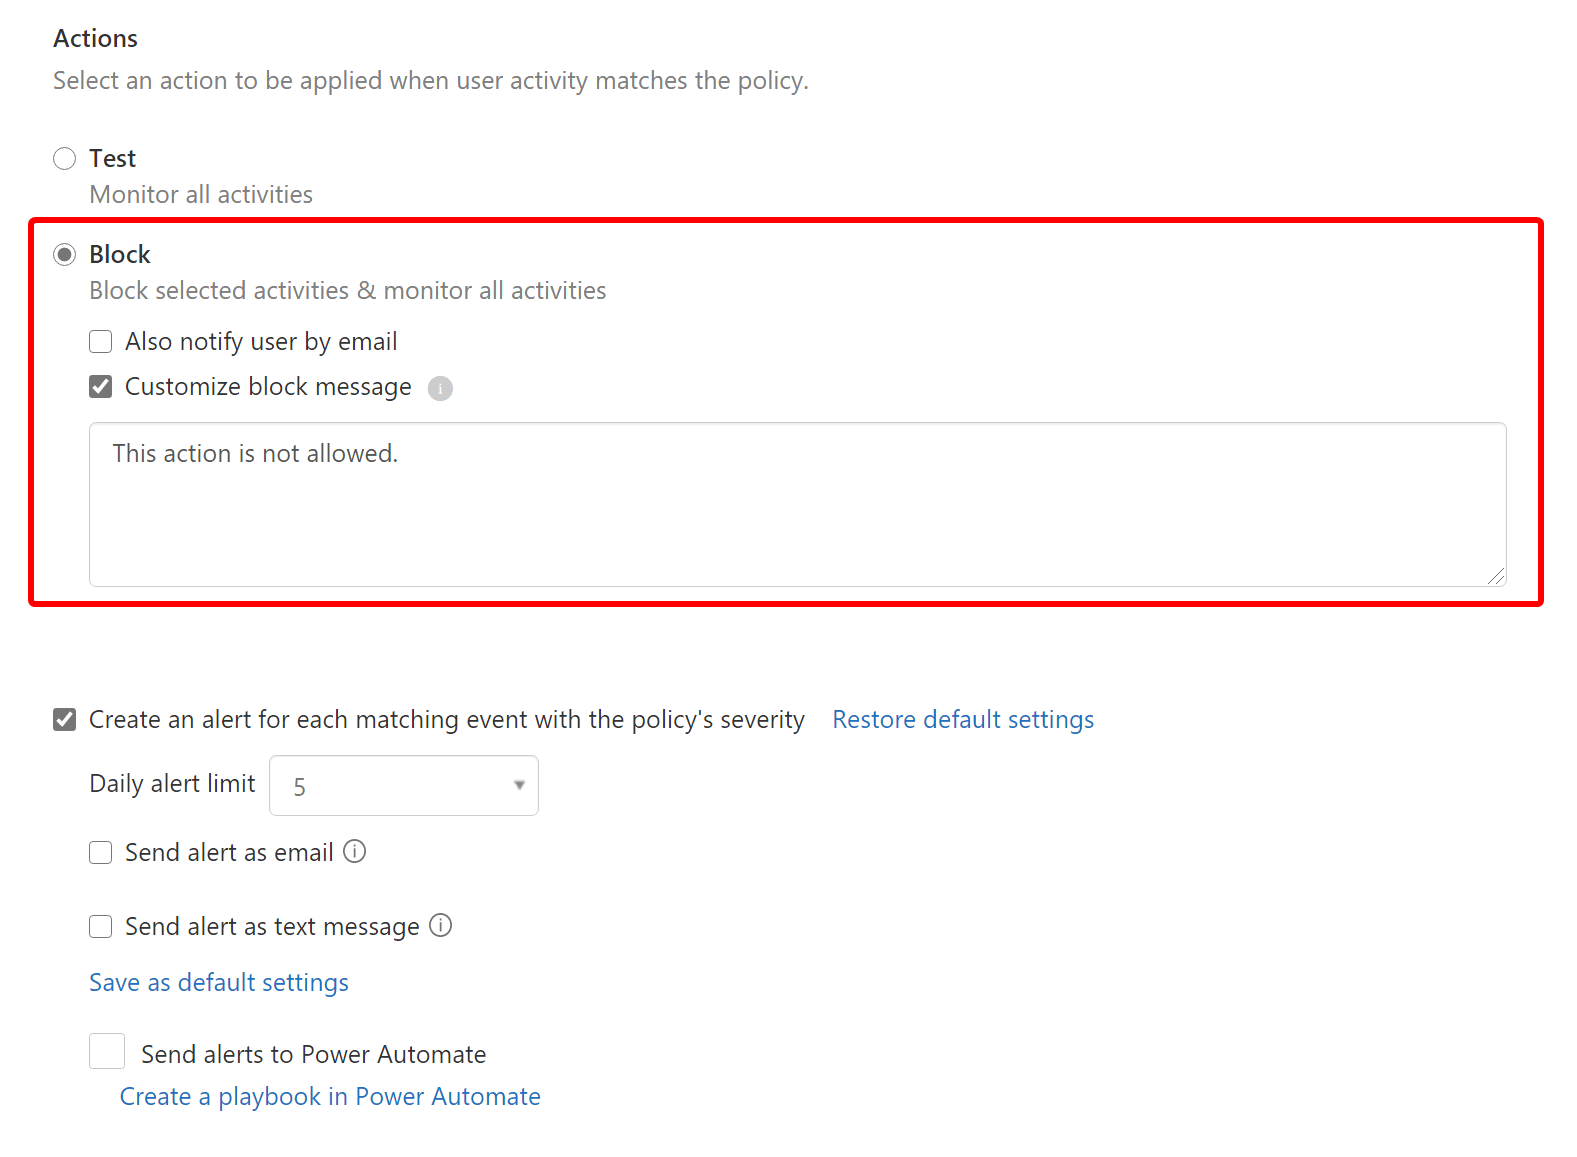 Actions
Select an action to be applied when user activity matches the policy.
Test
Monitor all activities
Block
Block selected activities & monitor all activities
Also notify user by email
Customize block message
This action is not allowed.
Create an alert for each matching event with the policy's severity Restore default settings
Daily alert limit 5
Send alert as email
Send alert as text message
Save as default settings
Send alerts to Power Automate
Create a playbook in Power Automate